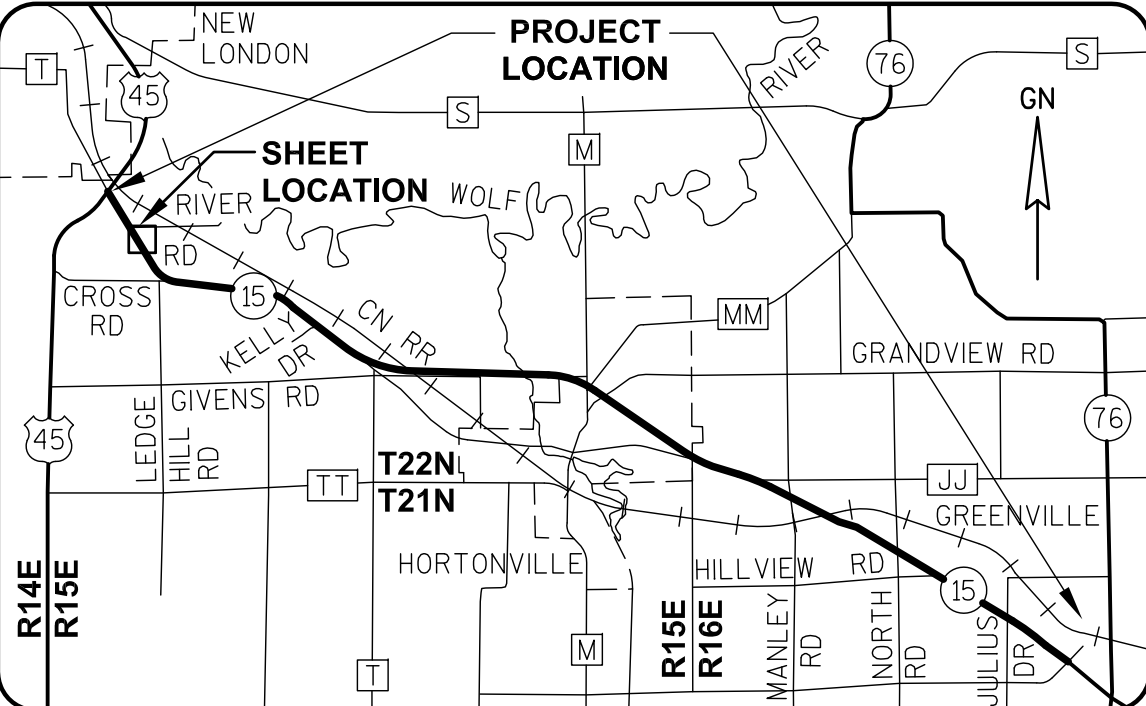 NEW
LONDON
PROJECT
LOCATION
RIVER
76
S
T
45
GN
S
M
SHEET
LOCATION
WOLF
RIVER
RD
CROSS
RD
15
CN RR
MM
KELLY
DR
GRANDVIEW RD
GIVENS RD
LEDGE
HILL
RD
45
76
T22N
T21N
TT
JJ
GREENVILLE
HORTONVILLE
HILLVIEW RD
15
R14E
R15E
R15E
R16E
MANLEY
RD
NORTH
RD
JULIUS
DR
T
M